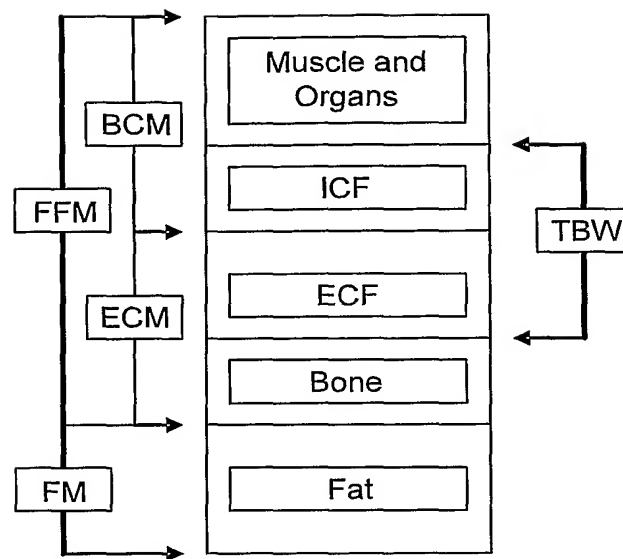 Muscle and
Organs
BCM
ICF
FFM
TBW
ECF
ECM
Bone
FM
Fat